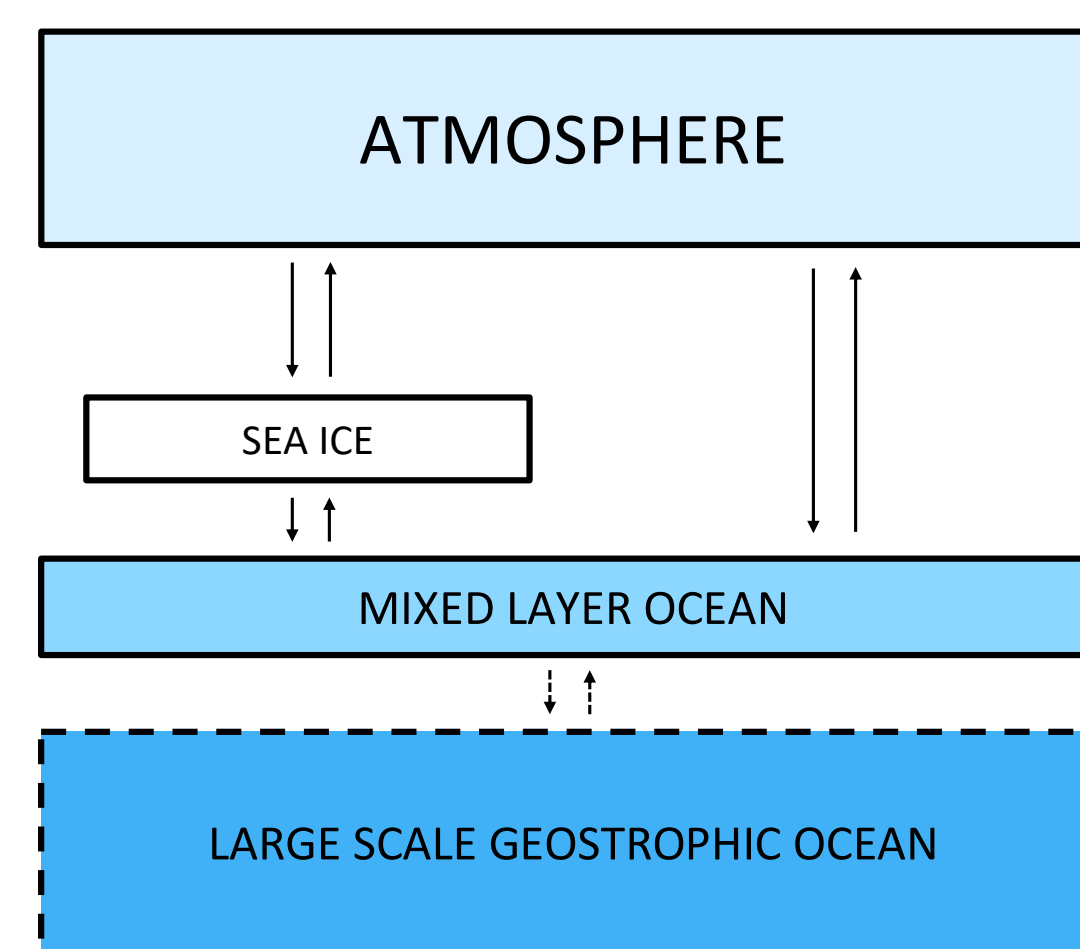 ATMOSPHERE
SEA ICE
MIXED LAYER OCEAN
LARGE SCALE GEOSTROPHIC OCEAN